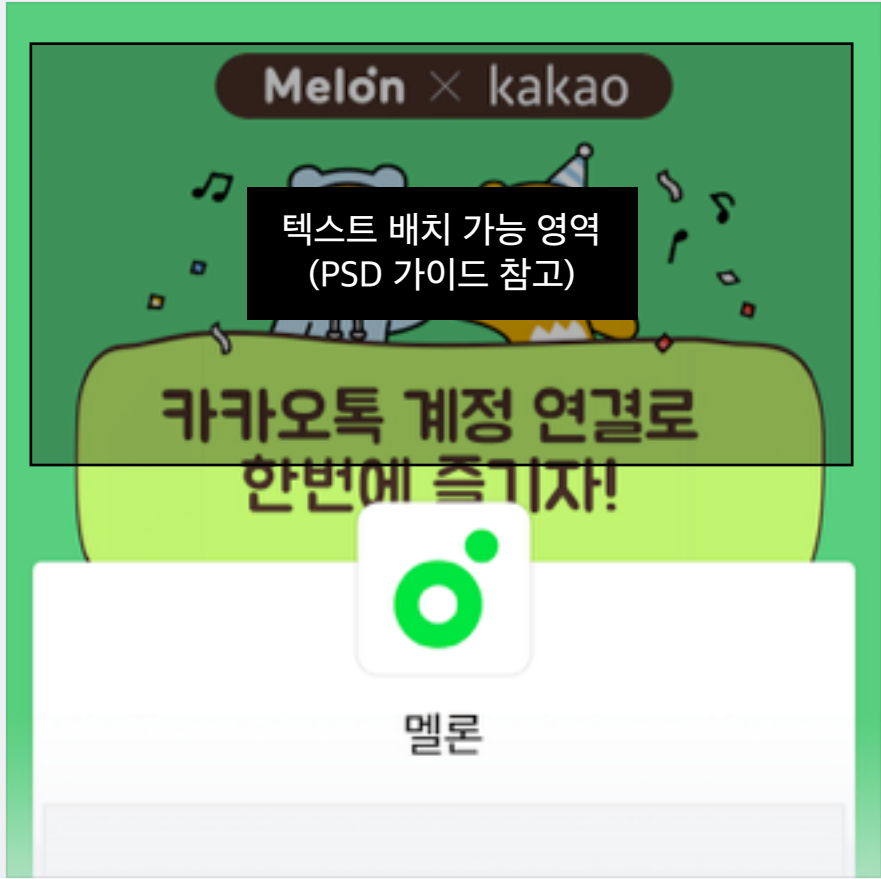 Melon × kakao
텍스트 배치 가능 영역
(PSD 가이드 참고)
카카오톡 계정 연결로
한번에 즐기자!
멜론